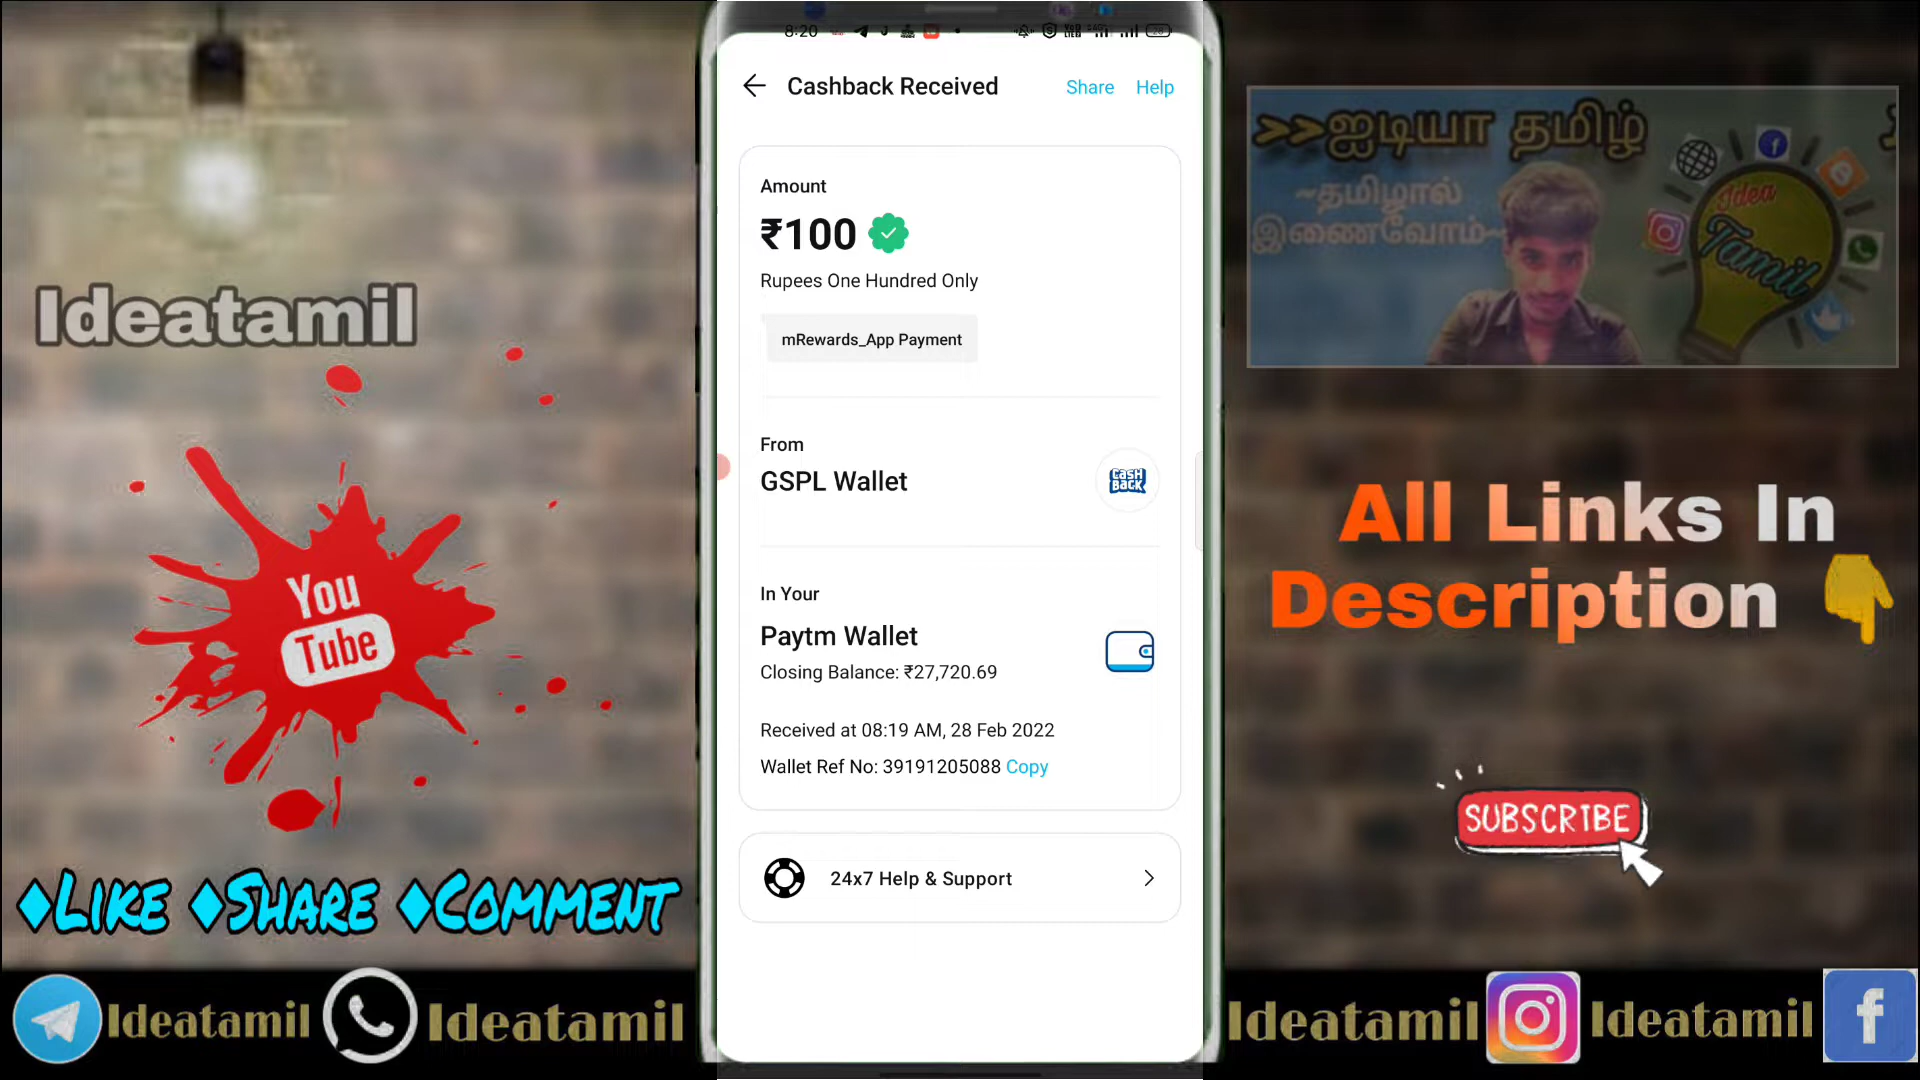 8:20
Cashback Received
Share
Help
Amount
₹100
Rupees One Hundred Only
mRewards_App Payment
From
GSPL Wallet
CASH
BACK
In Your
Paytm Wallet
Closing Balance: ₹27,720.69
Received at 08:19 AM, 28 Feb 2022
Wallet Ref No: 39191205088 Copy
24x7 Help & Support
Ideatamil
You
Tube
♦LIKE ♦SHARE ♦COMMENT
>>ஐடியா தமிழ்
~தமிழால்
இணைவோம்~
Idea
Tamil
All Links In
Description 👇
SUBSCRIBE
Ideatamil
Ideatamil
Ideatamil
Ideatamil